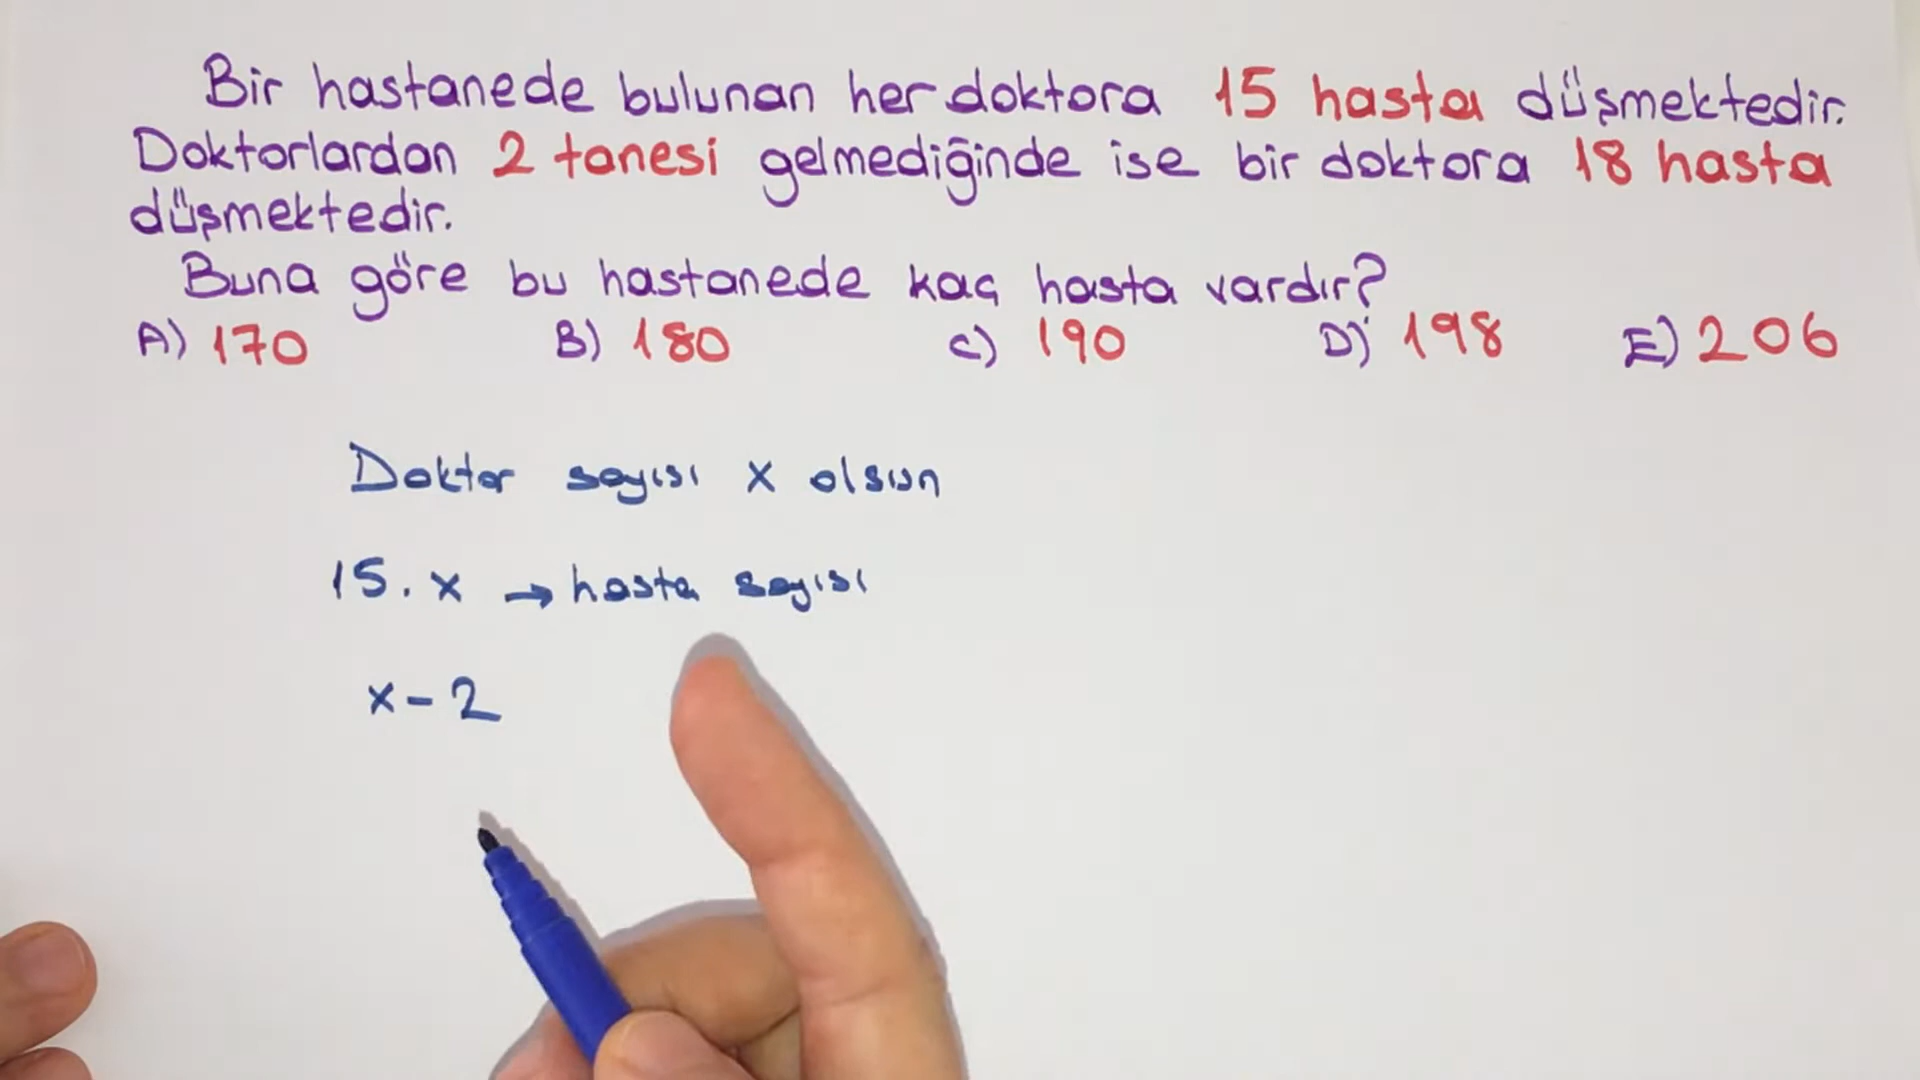 Bir hastanede bulunan her doktora 15 hasta düşmektedir.
Doktorlardan 2 tanesi gelmediğinde ise bir doktora 18 hasta
düşmektedir.
Buna göre bu hastanede kaç hasta vardır?
A) 170 B) 180 C) 190 D) 198 E) 206
Doktor sayısı x olsun
15. x → hasta sayısı
x - 2